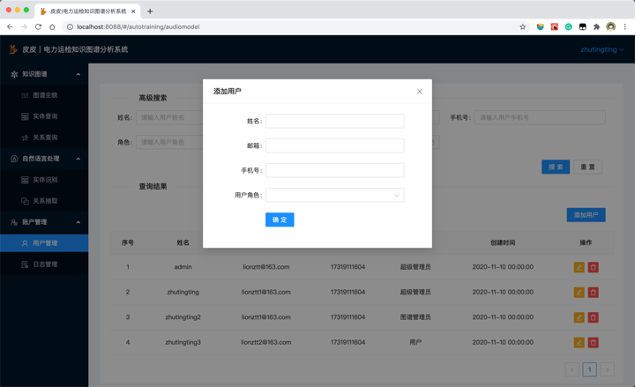 皮皮|电力运检知识图谱分析系统
localhost:8088/#/autotraining/audiomodel
皮皮 | 电力运检知识图谱分析系统
zhutingting
知识图谱
图谱全貌
实体查询
关系查询
自然语言处理
实体识别
关系抽取
账户管理
用户管理
日志管理
高级搜索
姓名: 请输入用户姓名
手机号: 请输入用户手机号
角色: 请输入用户角色
搜 索 重 置
查询结果
添加用户
序号 姓名 创建时间 操作
1 admin lionztt@163.com 17319111604 超级管理员 2020-11-10 00:00:00
2 zhutingting lionztt@163.com 17319111604 超级管理员 2020-11-10 00:00:00
3 zhutingting2 lionztt1@163.com 17319111604 图谱管理员 2020-11-10 00:00:00
4 zhutingting3 lionztt2@163.com 17319111604 用户 2020-11-10 00:00:00
1
添加用户
姓名:
邮箱:
手机号:
用户角色:
确 定